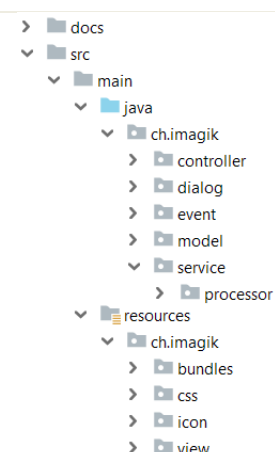 docs
src
main
java
ch.imagik
controller
dialog
event
model
service
processor
resources
ch.imagik
bundles
css
icon
view